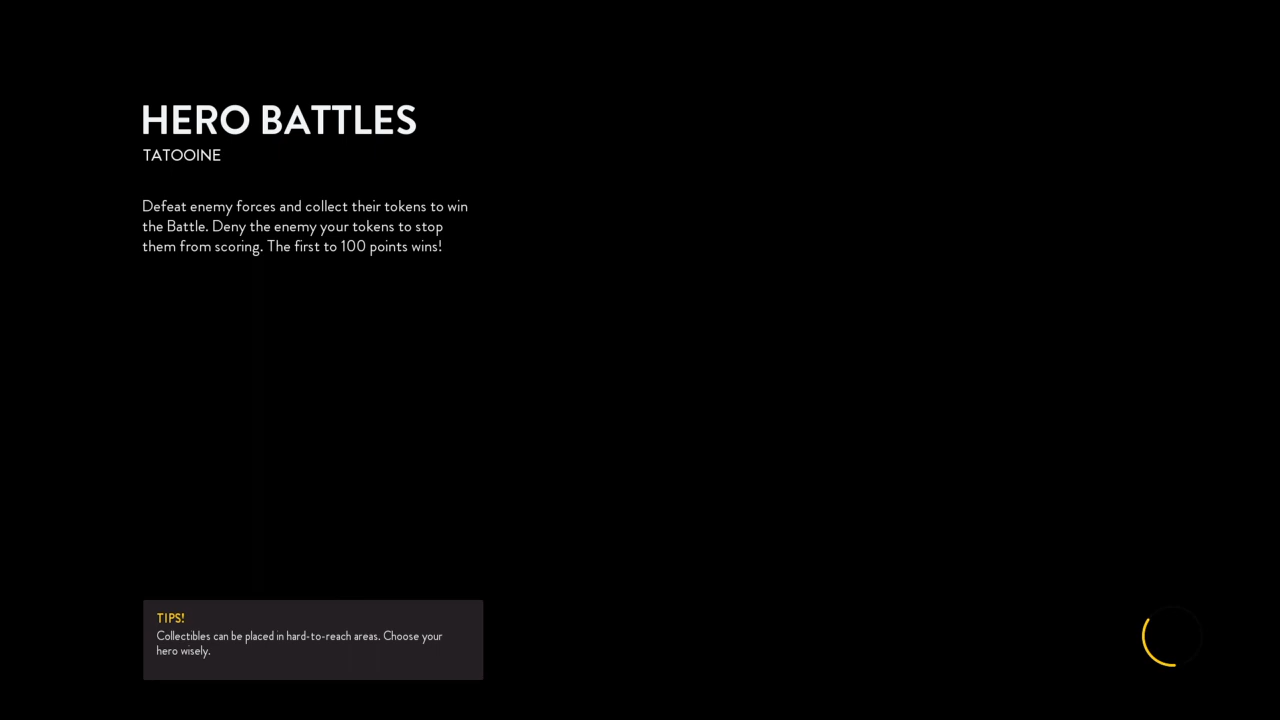 HERO BATTLES
TATOOINE
Defeat enemy forces and collect their tokens to win
the Battle. Deny the enemy your tokens to stop
them from scoring. The first to 100 points wins!
TIPS!
Collectibles can be placed in hard-to-reach areas. Choose your
hero wisely.